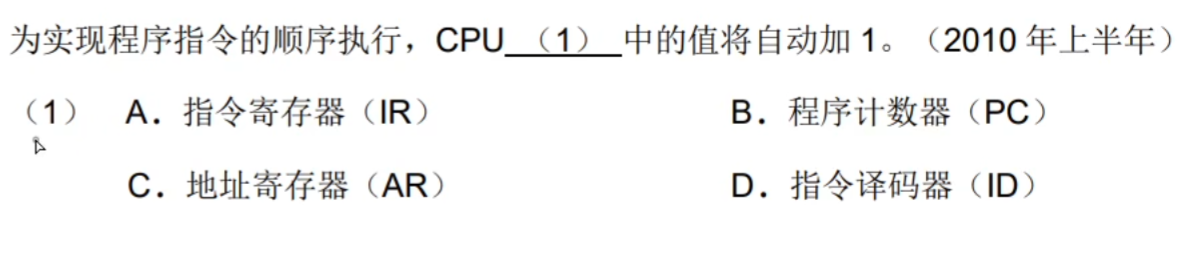 为实现程序指令的顺序执行，CPU （1） 中的值将自动加 1。（2010 年上半年）
（1） A．指令寄存器（IR） B．程序计数器（PC）
C．地址寄存器（AR） D．指令译码器（ID）